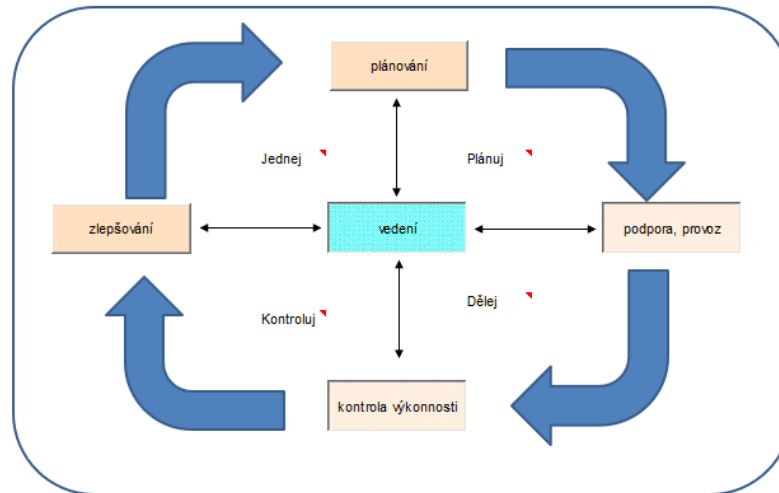 plánování
Jednej
Plánuj
zlepšování
vedení
podpora, provoz
Kontroluj
Dělej
kontrola výkonnosti